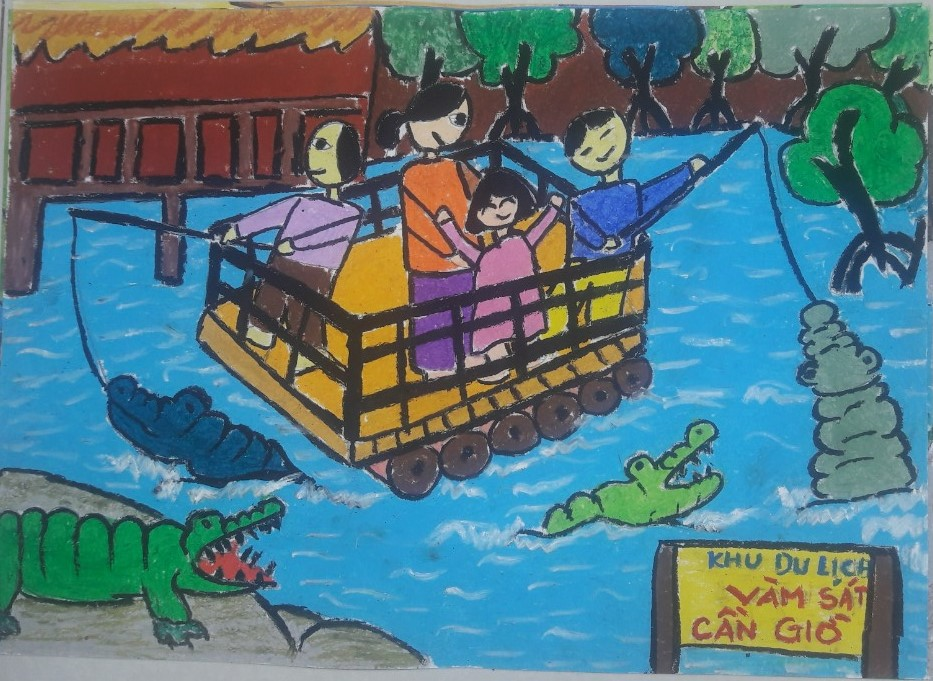 KHU DU LỊCH
VÀM SÁT
CẦN GIỜ